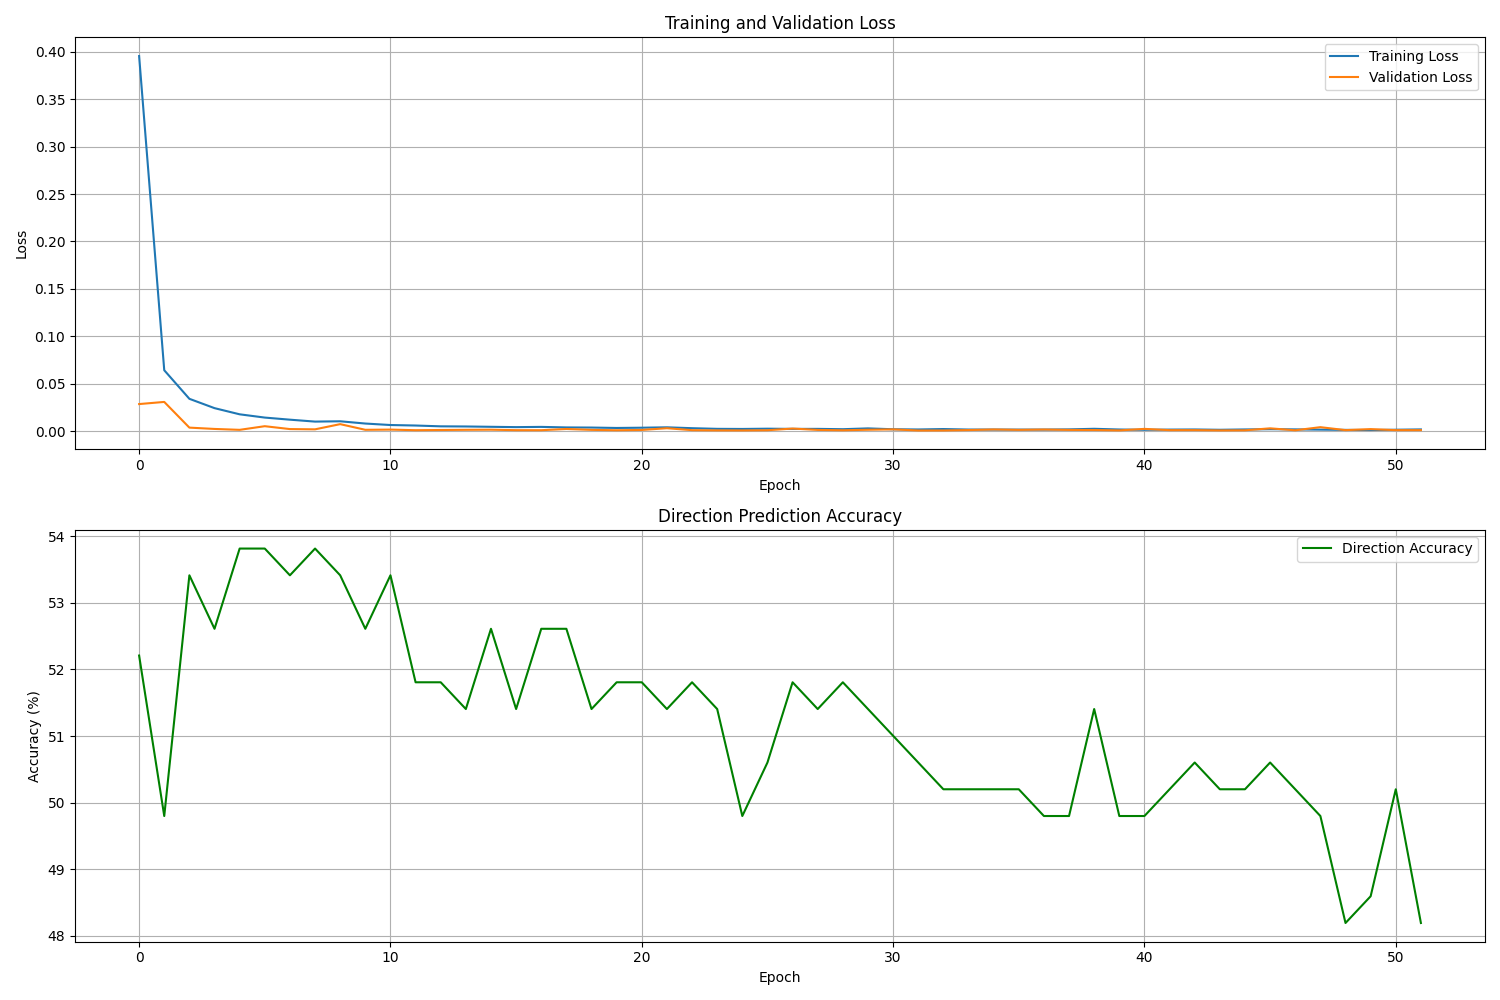 Training and Validation Loss
0.40
0.35
0.30
0.25
0.20
0.15
0.10
0.05
0.00
Loss
Training Loss
Validation Loss
0 10 20 30 40 50
Epoch
Direction Prediction Accuracy
54
53
52
51
50
49
48
Accuracy (%)
Direction Accuracy
0 10 20 30 40 50
Epoch